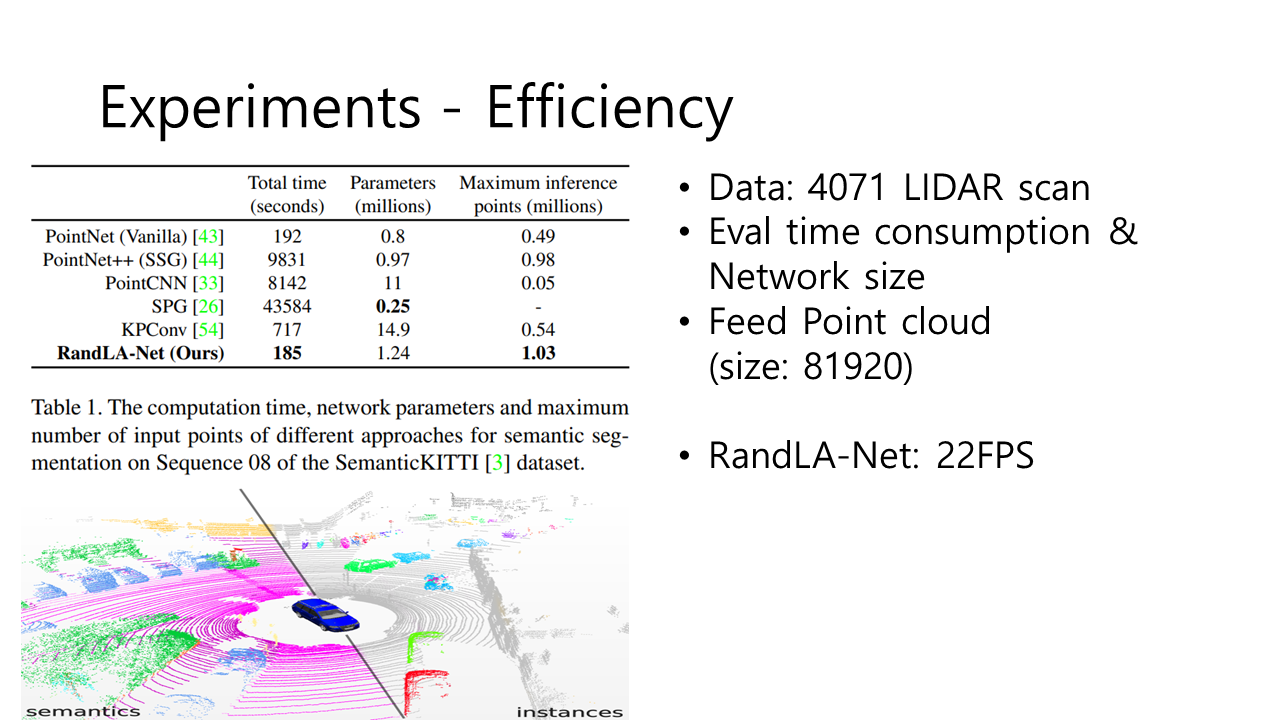 Experiments - Efficiency
Total time Parameters Maximum inference
(seconds) (millions) points (millions)
PointNet (Vanilla) [43] 192 0.8 0.49
PointNet++ (SSG) [44] 9831 0.97 0.98
PointCNN [33] 8142 11 0.05
SPG [26] 43584 0.25 -
KPConv [54] 717 14.9 0.54
RandLA-Net (Ours) 185 1.24 1.03
Table 1. The computation time, network parameters and maximum
number of input points of different approaches for semantic seg-
mentation on Sequence 08 of the SemanticKITTI [3] dataset.
semantics
instances
• Data: 4071 LIDAR scan
• Eval time consumption &
Network size
• Feed Point cloud
(size: 81920)
• RandLA-Net: 22FPS